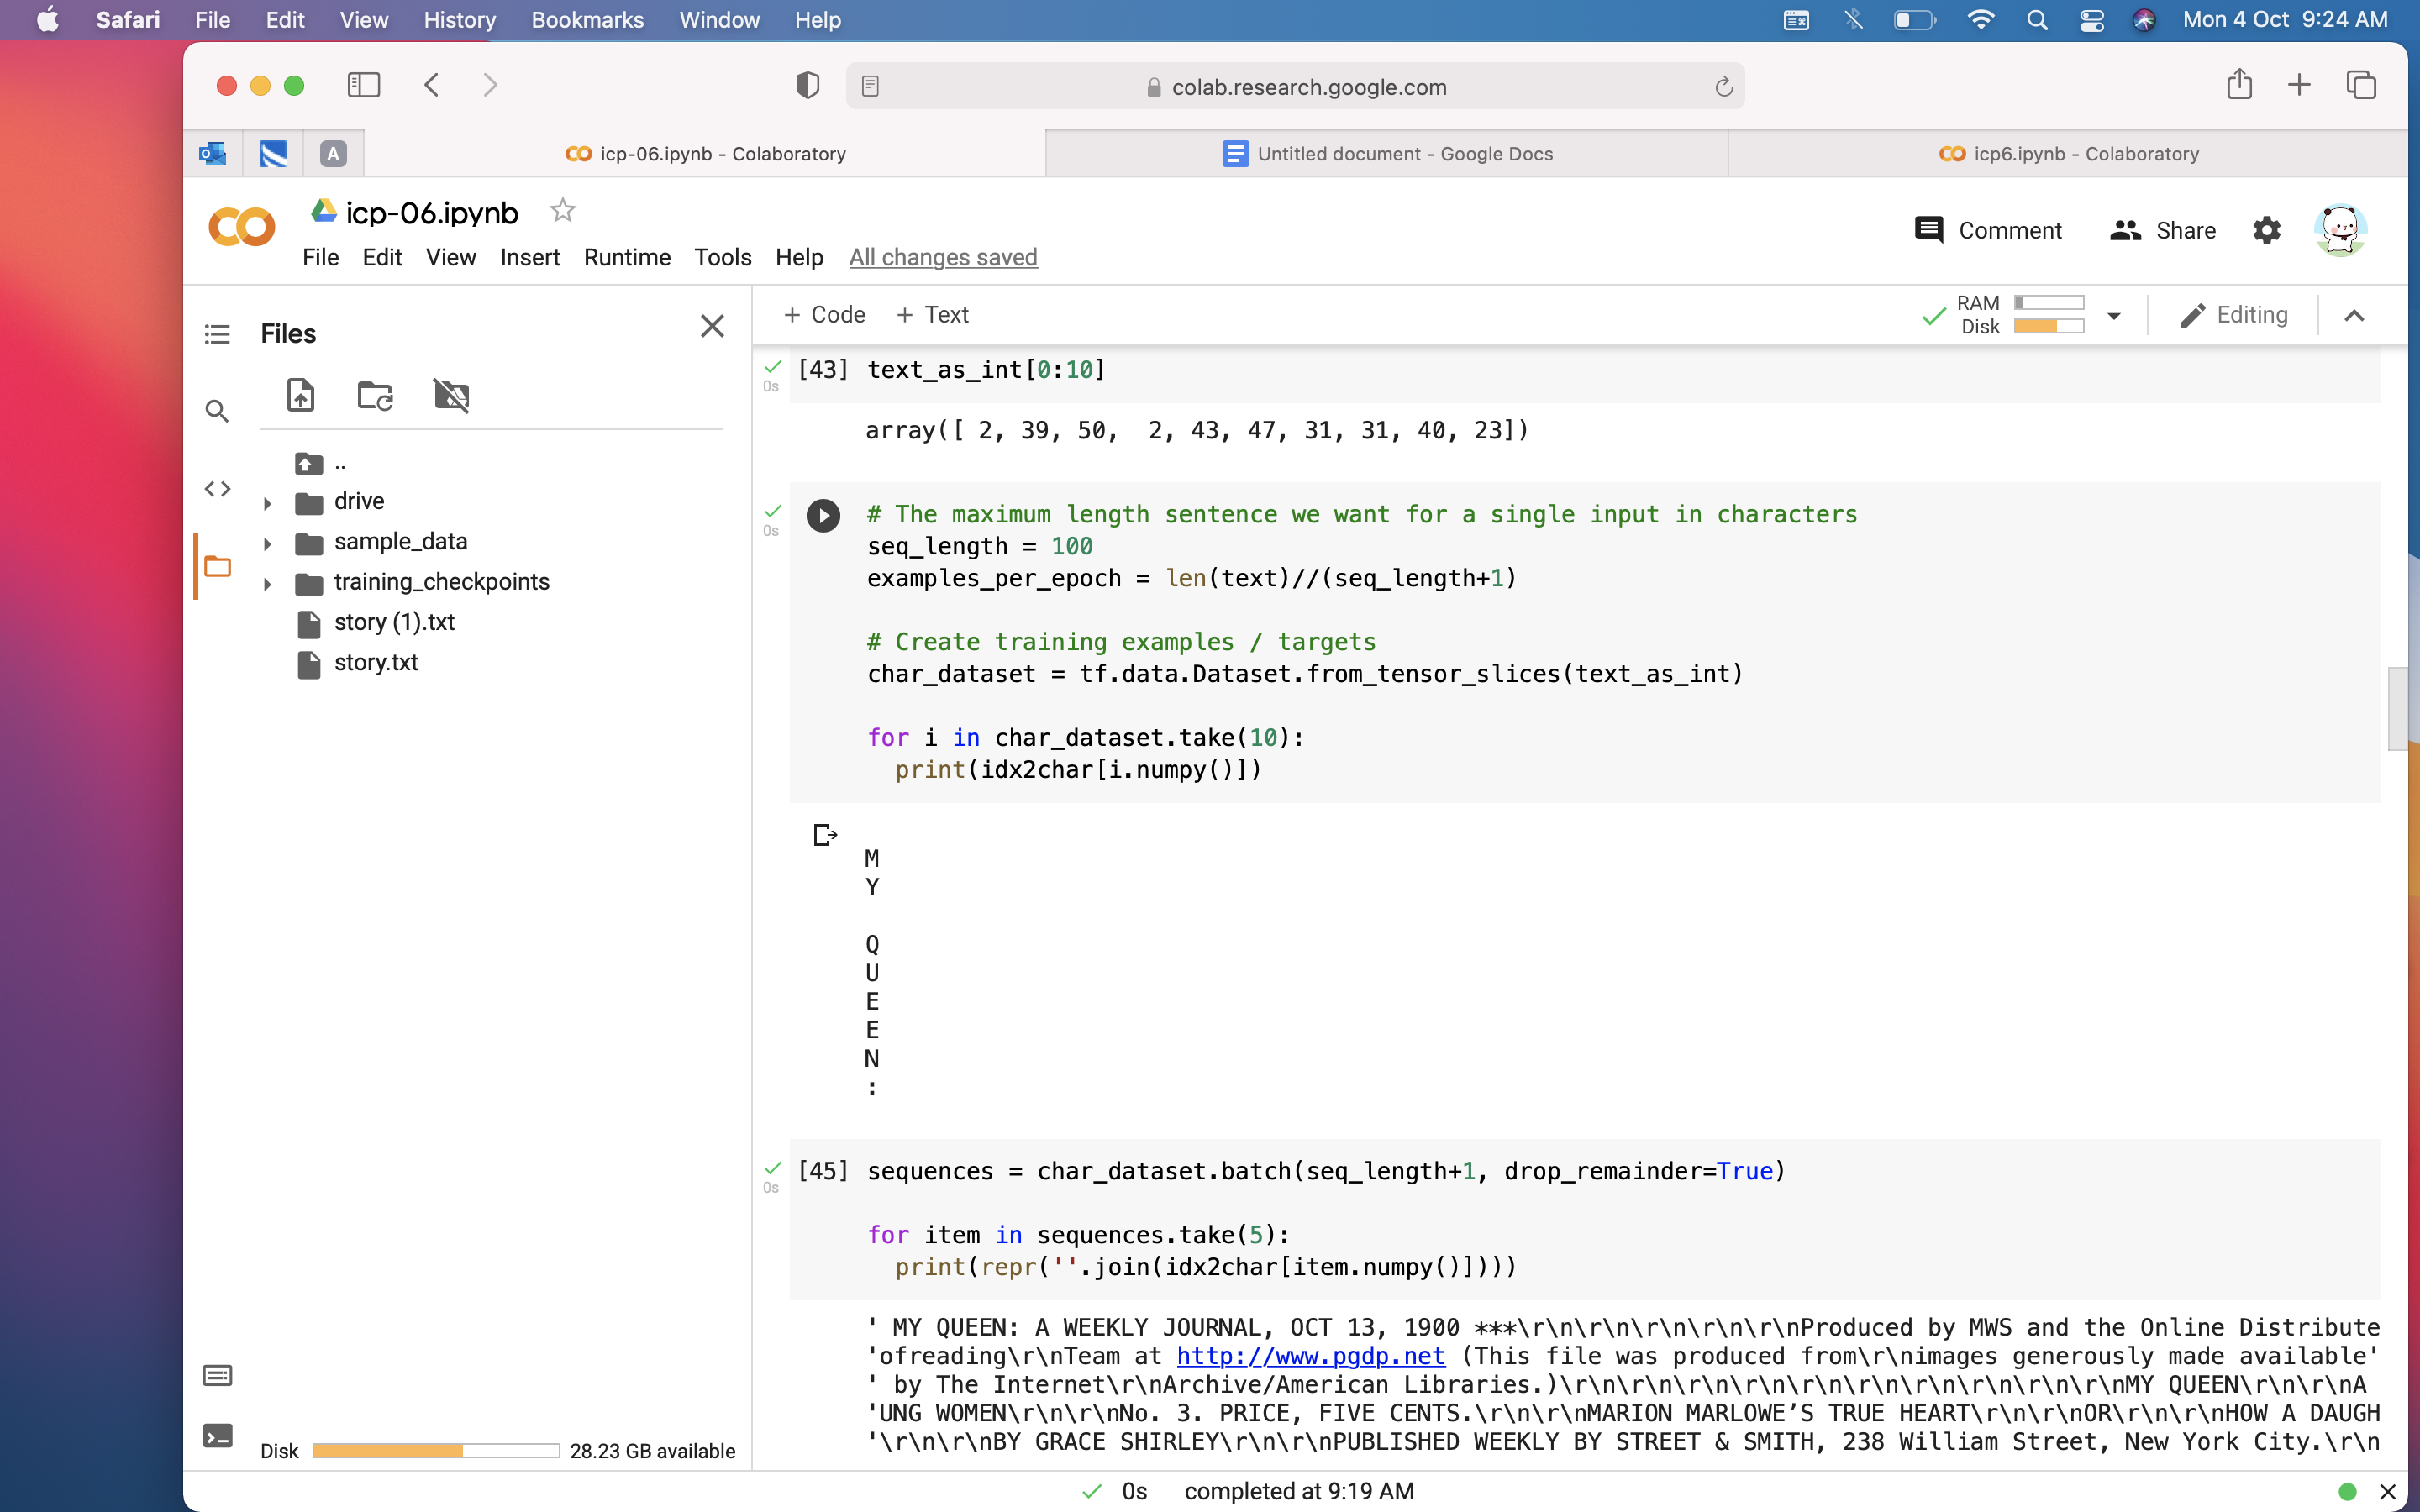 Safari File Edit View History Bookmarks Window Help Mon 4 Oct 9:24 AM
colab.research.google.com
A icp-06.ipynb - Colaboratory Untitled document - Google Docs icp6.ipynb - Colaboratory
icp-06.ipynb
Comment Share
File Edit View Insert Runtime Tools Help All changes saved
Files
+ Code + Text
RAM
Disk
Editing
..
drive
sample_data
training_checkpoints
story (1).txt
story.txt
Disk 28.23 GB available
0s
[43] text_as_int[0:10]
array([ 2, 39, 50,  2, 43, 47, 31, 31, 40, 23])
0s
# The maximum length sentence we want for a single input in characters
seq_length = 100
examples_per_epoch = len(text)//(seq_length+1)
# Create training examples / targets
char_dataset = tf.data.Dataset.from_tensor_slices(text_as_int)
for i in char_dataset.take(10):
  print(idx2char[i.numpy()])
M
Y
Q
U
E
E
N
:
0s
[45] sequences = char_dataset.batch(seq_length+1, drop_remainder=True)
for item in sequences.take(5):
  print(repr(''.join(idx2char[item.numpy()])))
' MY QUEEN: A WEEKLY JOURNAL, OCT 13, 1900 ***\r\n\r\n\r\n\r\n\r\nProduced by MWS and the Online Distribute
'ofreading\r\nTeam at http://www.pgdp.net (This file was produced from\r\nimages generously made available'
' by The Internet\r\nArchive/American Libraries.)\r\n\r\n\r\n\r\n\r\n\r\n\r\n\r\n\r\n\r\nMY QUEEN\r\n\r\nA
'UNG WOMEN\r\n\r\nNo. 3. PRICE, FIVE CENTS.\r\n\r\nMARION MARLOWE’S TRUE HEART\r\n\r\nOR\r\n\r\nHOW A DAUGH
'\r\n\r\nBY GRACE SHIRLEY\r\n\r\nPUBLISHED WEEKLY BY STREET & SMITH, 238 William Street, New York City.\r\n
0s completed at 9:19 AM